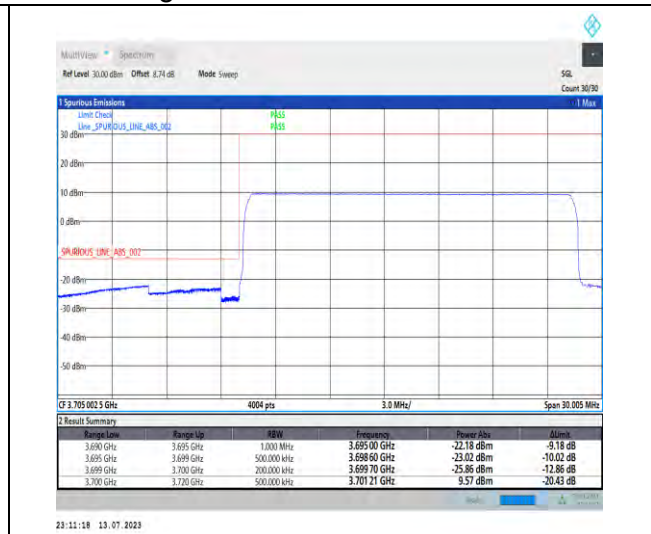 MultiView Spectrum
Ref Level 30.00 dBm Offset 8.74 dB Mode Sweep SGL
Count 30/30
1 Spurious Emissions 1 Max
Limit Check PASS
Line _SPURIOUS_LINE_ABS_002 PASS
30 dBm
20 dBm
10 dBm
0 dBm
_SPURIOUS_LINE_ABS_002
-20 dBm
-30 dBm
-40 dBm
-50 dBm
CF 3.705 002 5 GHz 4004 pts 3.0 MHz/ Span 30.005 MHz
2 Result Summary
Range Low Range Up RBW Frequency Power Abs ΔLimit
3.690 GHz 3.695 GHz 1.000 MHz 3.695 00 GHz -22.18 dBm -9.18 dB
3.695 GHz 3.699 GHz 500.000 kHz 3.698 60 GHz -23.02 dBm -10.02 dB
3.699 GHz 3.700 GHz 200.000 kHz 3.699 70 GHz -25.86 dBm -12.86 dB
3.700 GHz 3.720 GHz 500.000 kHz 3.701 21 GHz 9.57 dBm -20.43 dB
23:11:18 13.07.2023